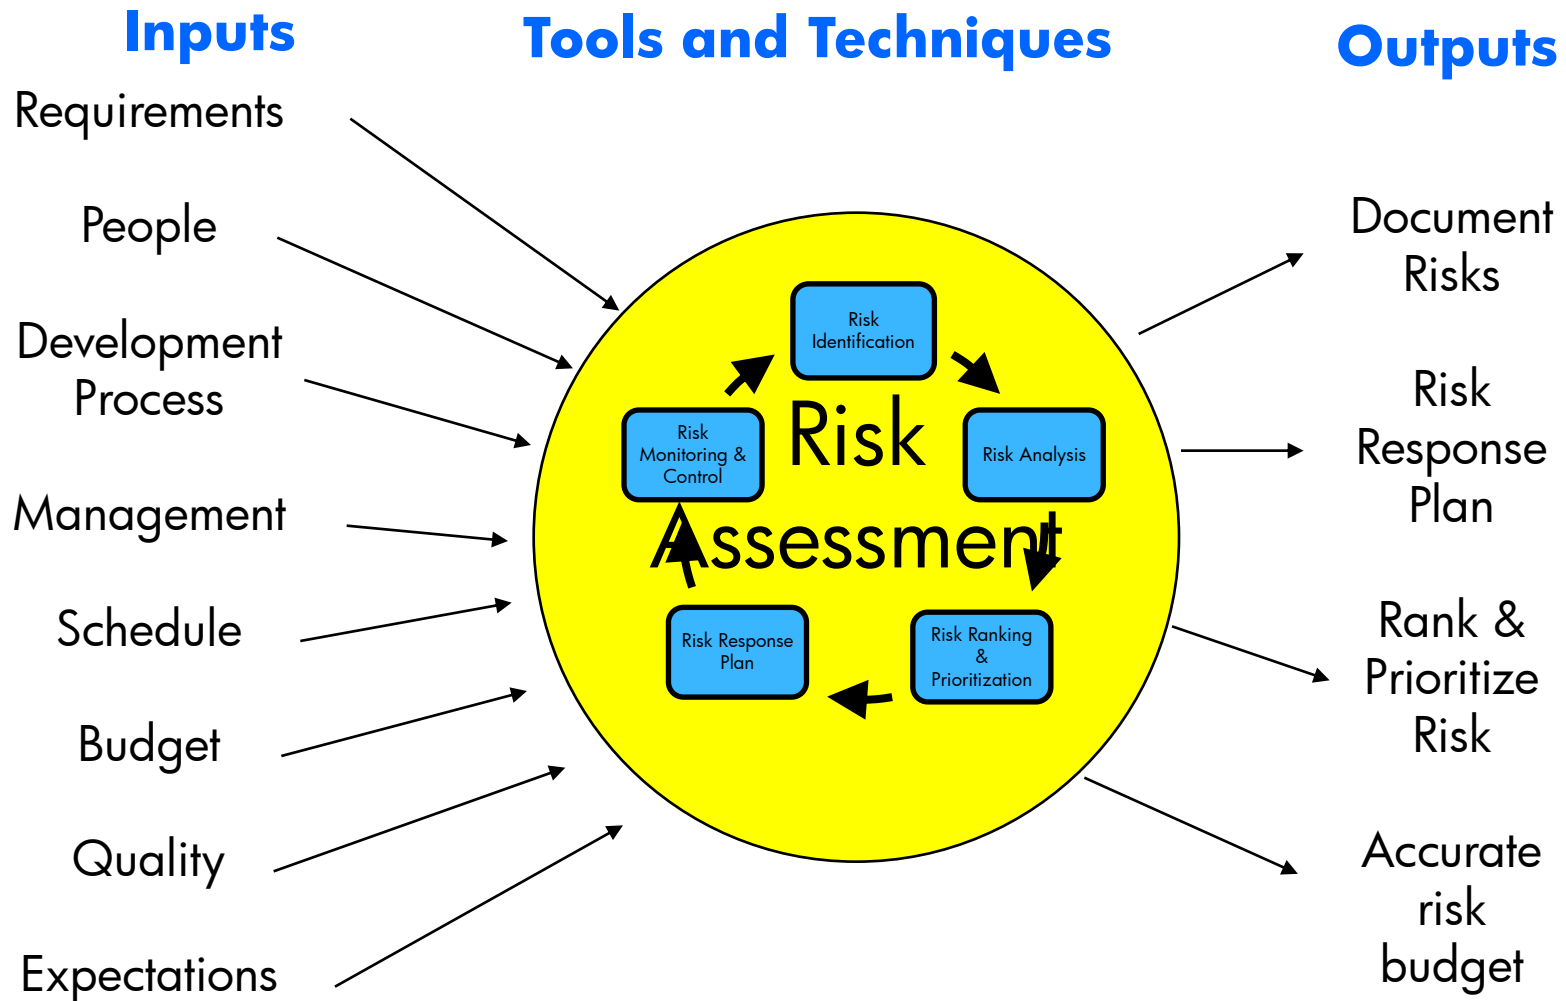 Inputs
Tools and Techniques
Outputs
Requirements
People
Development
Process
Management
Schedule
Budget
Quality
Expectations
Risk
Assessment
Risk
Identification
Risk Analysis
Risk Ranking
&
Prioritization
Risk Response
Plan
Risk
Monitoring &
Control
Document
Risks
Risk
Response
Plan
Rank &
Prioritize
Risk
Accurate
risk
budget